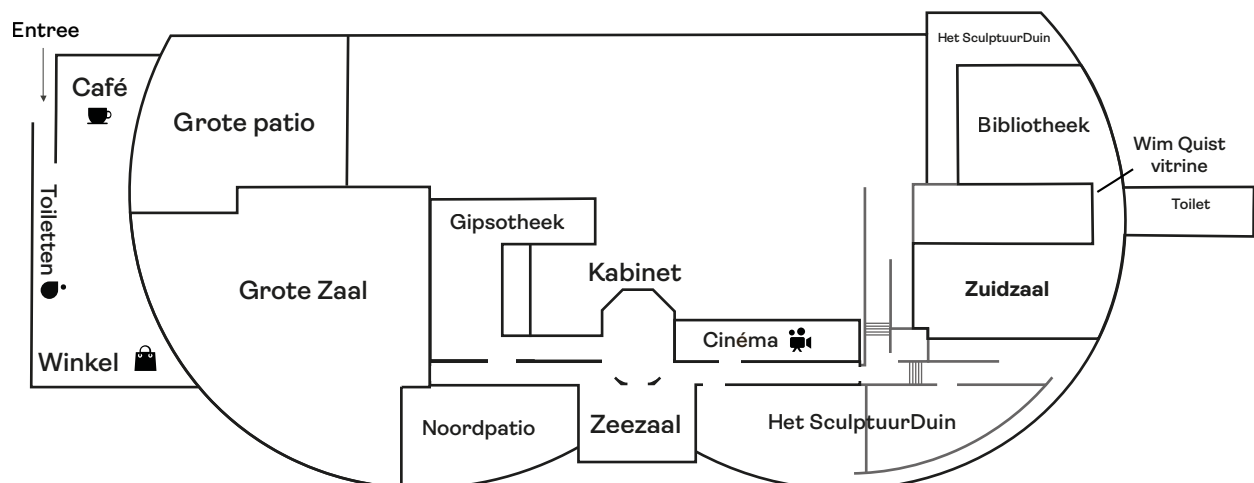 Entree
Café
Grote patio
Toiletten
Winkel
Grote Zaal
Gipsotheek
Kabinet
Cinéma
Noordpatio
Zeezaal
Het SculptuurDuin
Het SculptuurDuin
Bibliotheek
Wim Quist
vitrine
Toilet
Zuidzaal